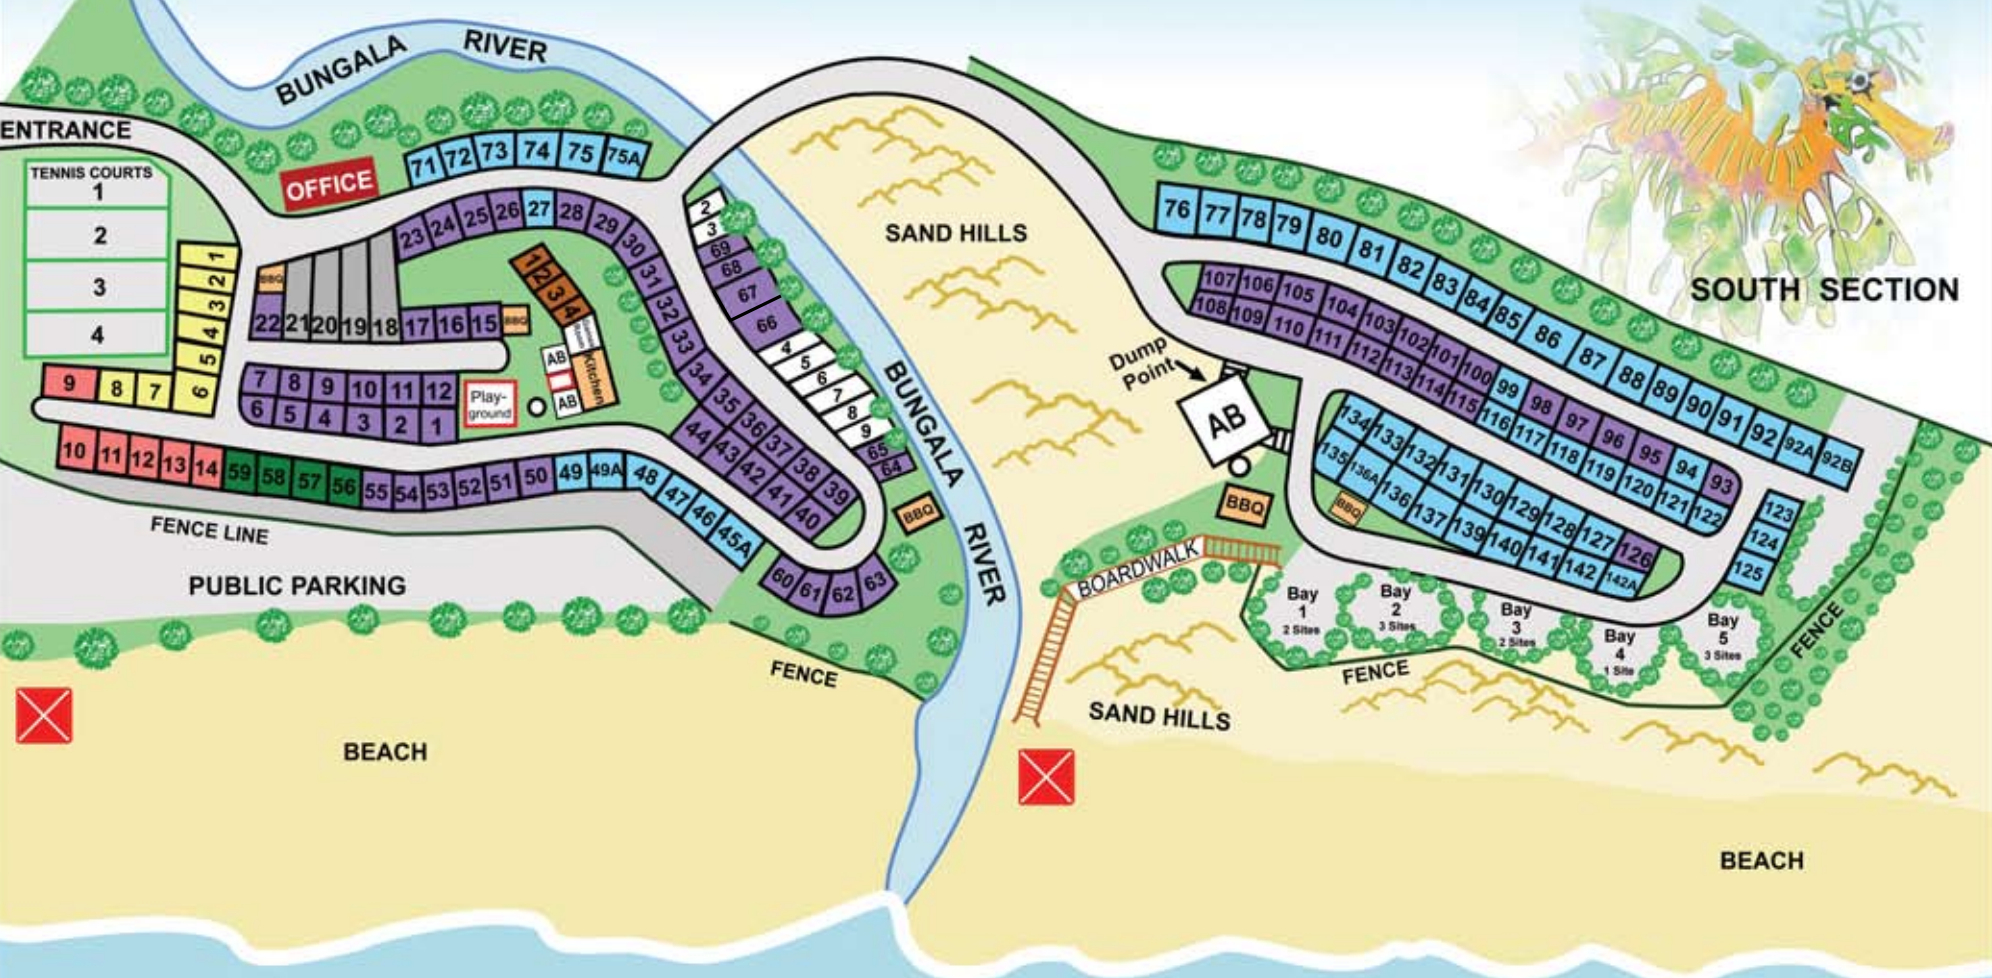 BUNGALA RIVER
ENTRANCE
OFFICE
71 72 73 74 75 75A
TENNIS COURTS
1
2
3
4
1
2
3
4
5
6
7
8
9
BBQ
22 21 20 19 18 17 16 15 BBQ
23 24 25 26 27 28 29 30 31 32 33 34 35 36 37 38 39
1 2 3 4
AB
AB
Kitchen
Play-
ground
7 8 9 10 11 12
6 5 4 3 2 1
44 43 42 41 40
10 11 12 13 14 59 58 57 56 55 54 53 52 51 50 49 49A 48 47 46 45A
60 61 62 63
2
3
69
68
67
66
4
5
6
7
8
9
65
64
BBQ
BUNGALA RIVER
FENCE LINE
PUBLIC PARKING
FENCE
BEACH
SAND HILLS
SOUTH SECTION
76 77 78 79 80 81 82 83 84 85 86 87 88 89 90 91 92 92A 92B
107 106 105 104 103 102 101 100 99 98 97 96 95 94 93
108 109 110 111 112 113 114 115 116 117 118 119 120 121 122
123
124
125
Dump
Point
AB
BBQ
134 133 132 131 130 129 128 127 126
135 136A 136 137 139 140 141 142 142A
BBQ
BOARDWALK
Bay
1
2 Sites
Bay
2
3 Sites
Bay
3
2 Sites
Bay
4
1 Site
Bay
5
3 Sites
FENCE
FENCE
SAND HILLS
BEACH